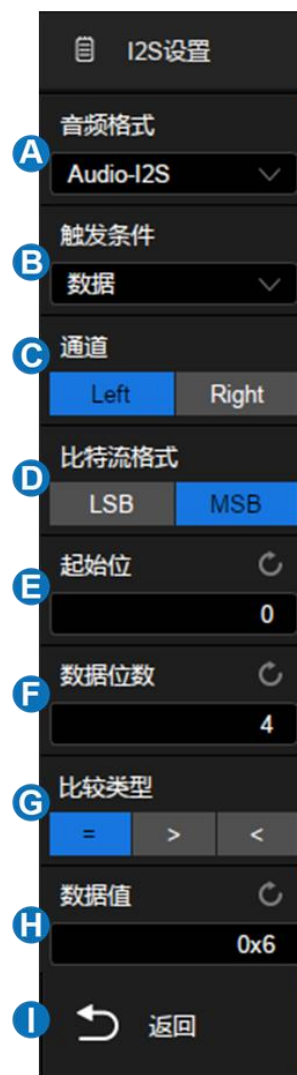 I2S设置
音频格式
A
Audio-I2S
触发条件
B
数据
通道
C
Left Right
比特流格式
D
LSB MSB
起始位
E
0
数据位数
F
4
比较类型
G
= > <
数据值
H
0x6
I 返回